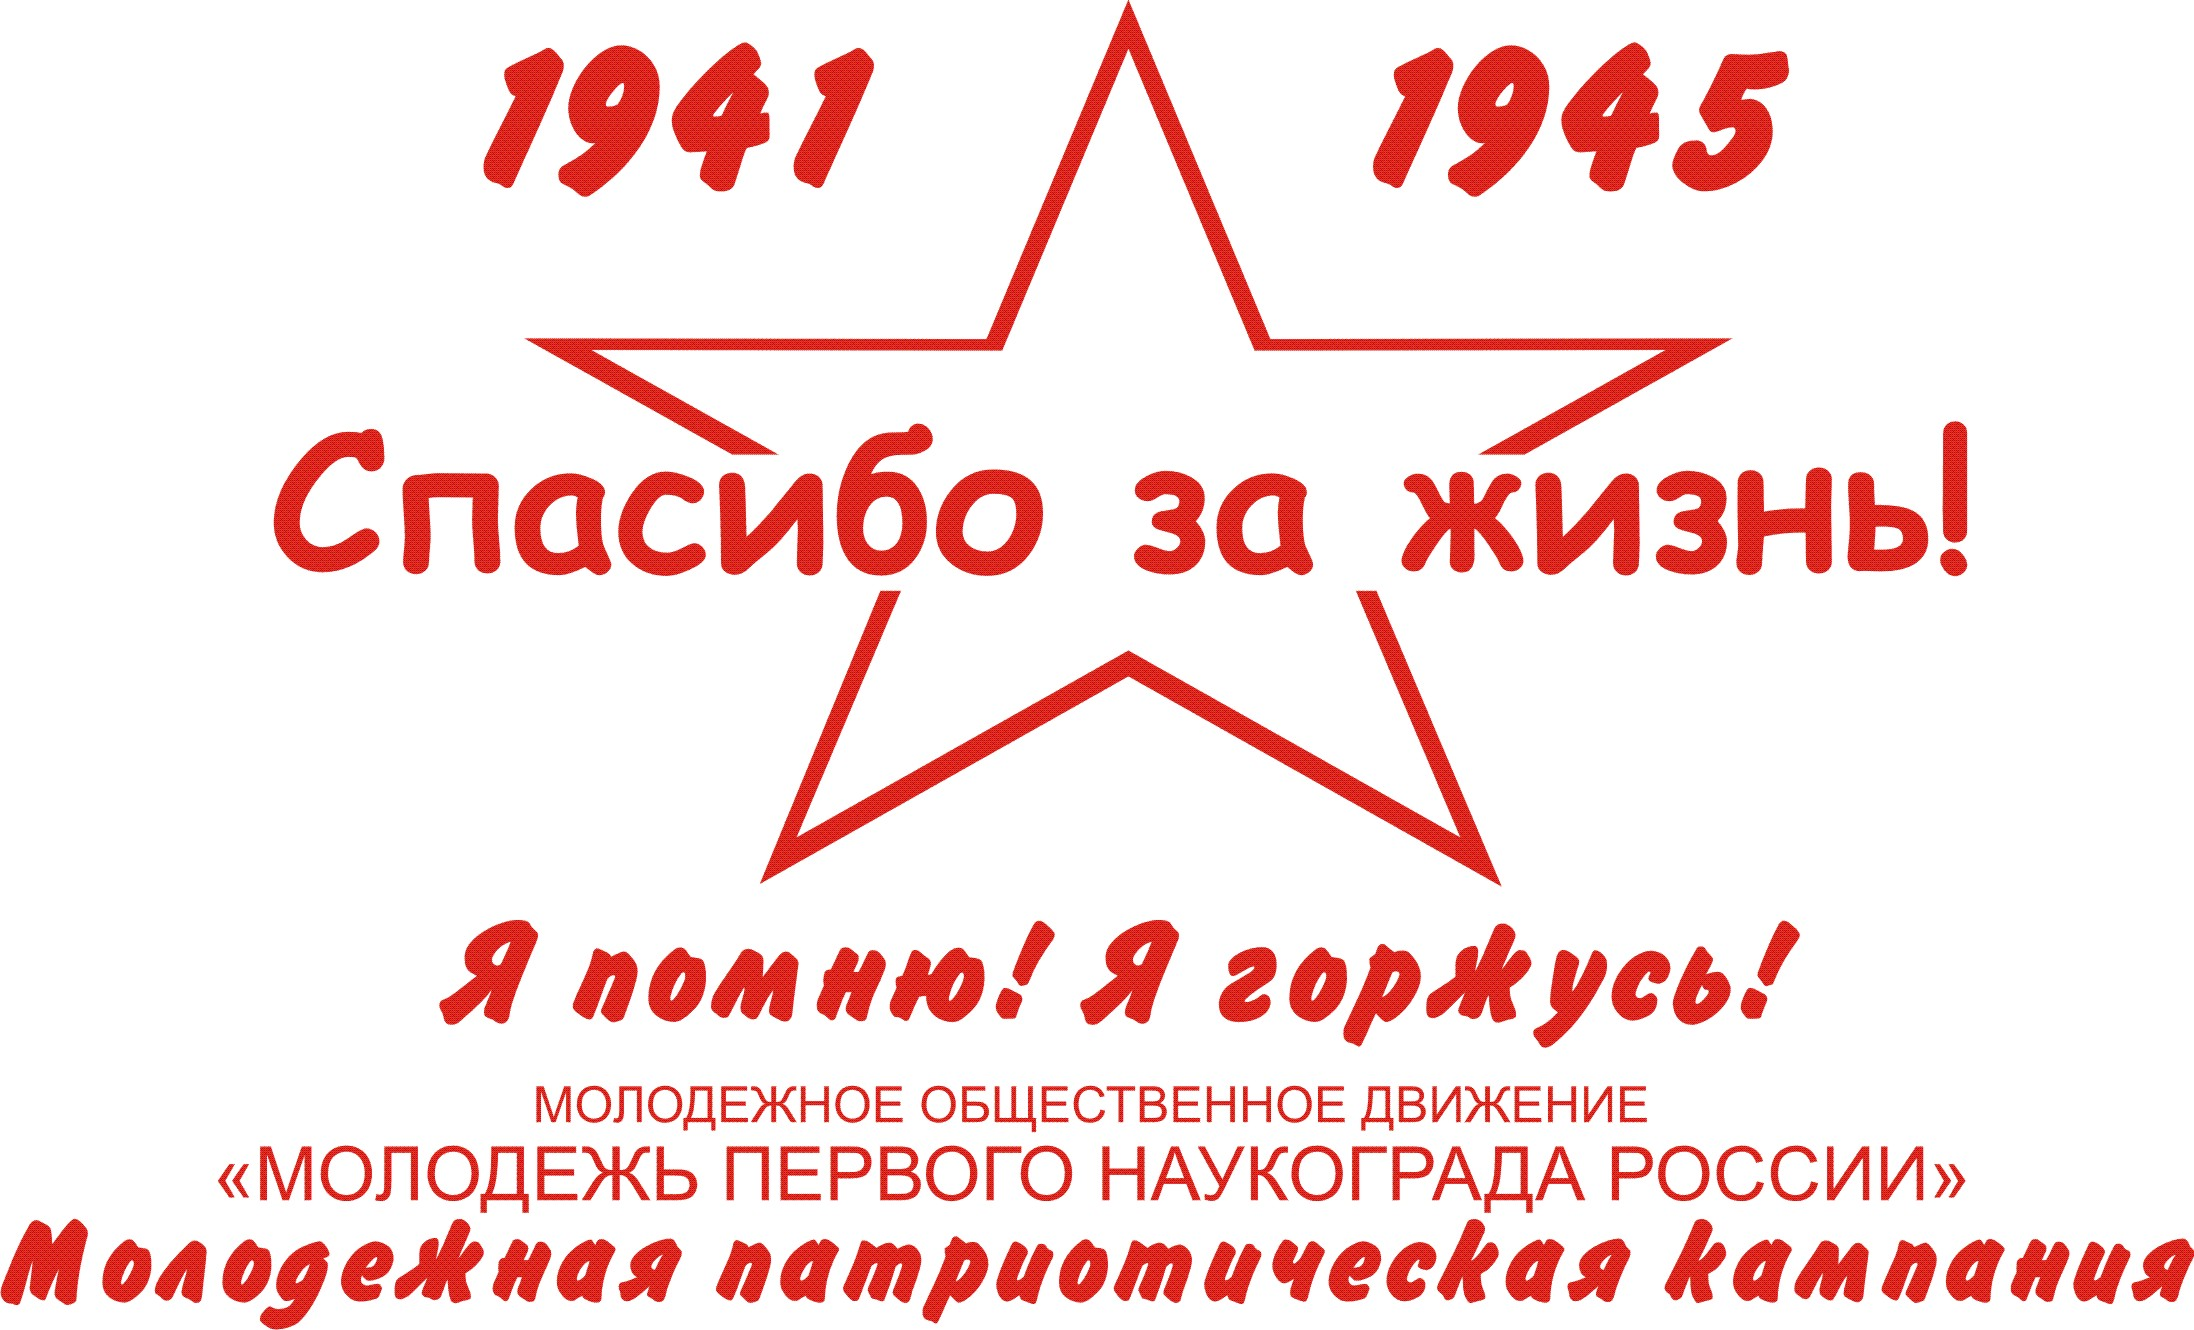 1941 1945
Спасибо за жизнь!
Я помню! Я горжусь!
МОЛОДЕЖНОЕ ОБЩЕСТВЕННОЕ ДВИЖЕНИЕ
«МОЛОДЕЖЬ ПЕРВОГО НАУКОГРАДА РОССИИ»
Молодежная патриотическая кампания